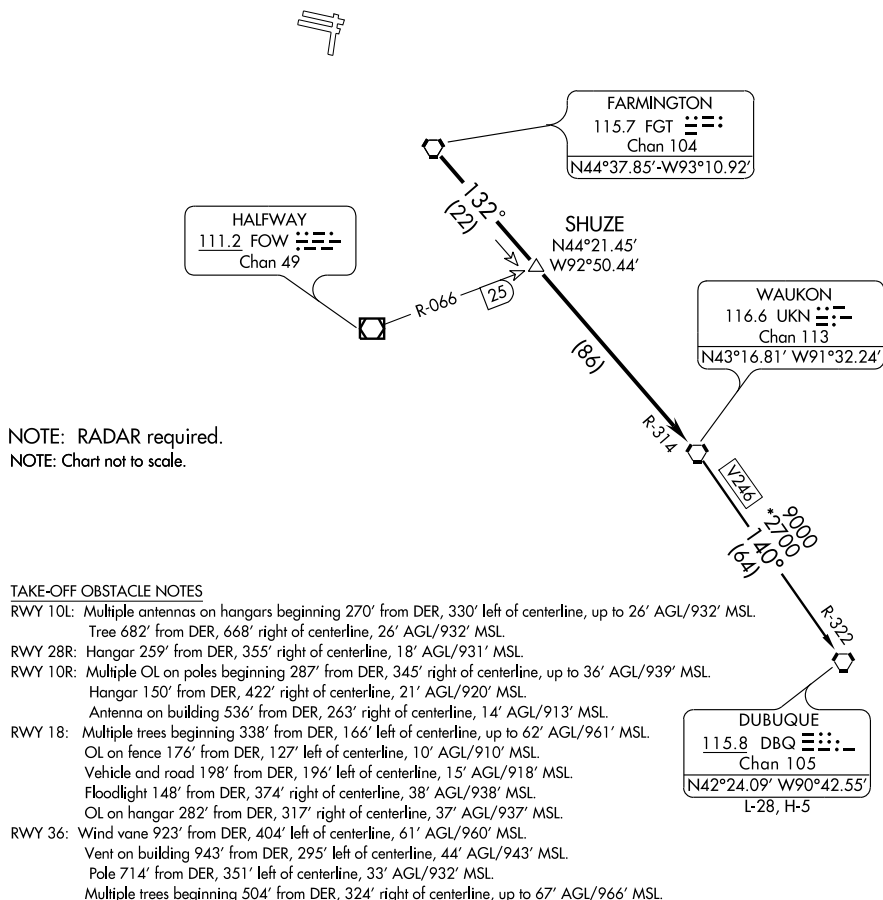 FARMINGTON
115.7 FGT
Chan 104
N44°37.85'-W93°10.92'
132°
(22)
HALFWAY
111.2 FOW
Chan 49
SHUZE
N44°21.45'
W92°50.44'
R-066
25
WAUKON
116.6 UKN
Chan 113
N43°16.81' W91°32.24'
(86)
R-314
NOTE: RADAR required.
NOTE: Chart not to scale.
V246
9000
*2700
140°
(64)
R-322
TAKE-OFF OBSTACLE NOTES
RWY 10L: Multiple antennas on hangars beginning 270' from DER, 330' left of centerline, up to 26' AGL/932' MSL.
Tree 682' from DER, 668' right of centerline, 26' AGL/932' MSL.
RWY 28R: Hangar 259' from DER, 355' right of centerline, 18' AGL/931' MSL.
RWY 10R: Multiple OL on poles beginning 287' from DER, 345' right of centerline, up to 36' AGL/939' MSL.
Hangar 150' from DER, 422' right of centerline, 21' AGL/920' MSL.
Antenna on building 536' from DER, 263' right of centerline, 14' AGL/913' MSL.
RWY 18: Multiple trees beginning 338' from DER, 166' left of centerline, up to 62' AGL/961' MSL.
OL on fence 176' from DER, 127' left of centerline, 10' AGL/910' MSL.
Vehicle and road 198' from DER, 196' left of centerline, 15' AGL/918' MSL.
Floodlight 148' from DER, 374' right of centerline, 38' AGL/938' MSL.
OL on hangar 282' from DER, 317' right of centerline, 37' AGL/937' MSL.
RWY 36: Wind vane 923' from DER, 404' left of centerline, 61' AGL/960' MSL.
Vent on building 943' from DER, 295' left of centerline, 44' AGL/943' MSL.
Pole 714' from DER, 351' left of centerline, 33' AGL/932' MSL.
Multiple trees beginning 504' from DER, 324' right of centerline, up to 67' AGL/966' MSL.
DUBUQUE
115.8 DBQ
Chan 105
N42°24.09' W90°42.55'
L-28, H-5